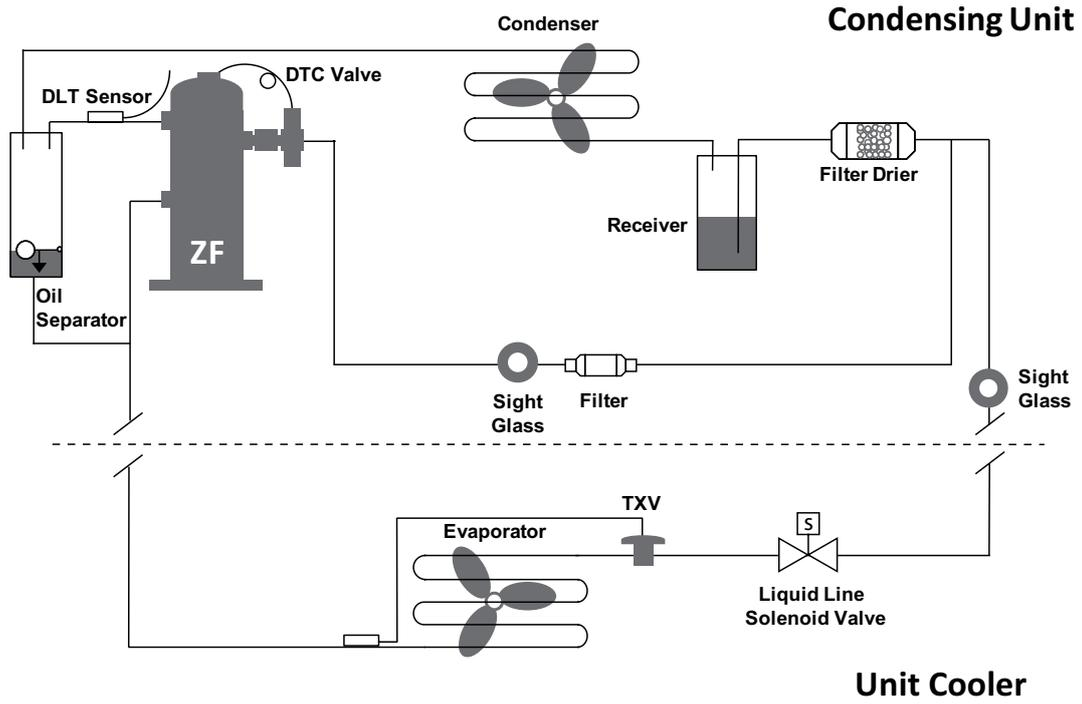 Condensing Unit
Condenser
DTC Valve
DLT Sensor
Filter Drier
Receiver
ZF
Oil
Separator
Sight
Glass
Filter
Sight
Glass
TXV
Evaporator
S
Liquid Line
Solenoid Valve
Unit Cooler